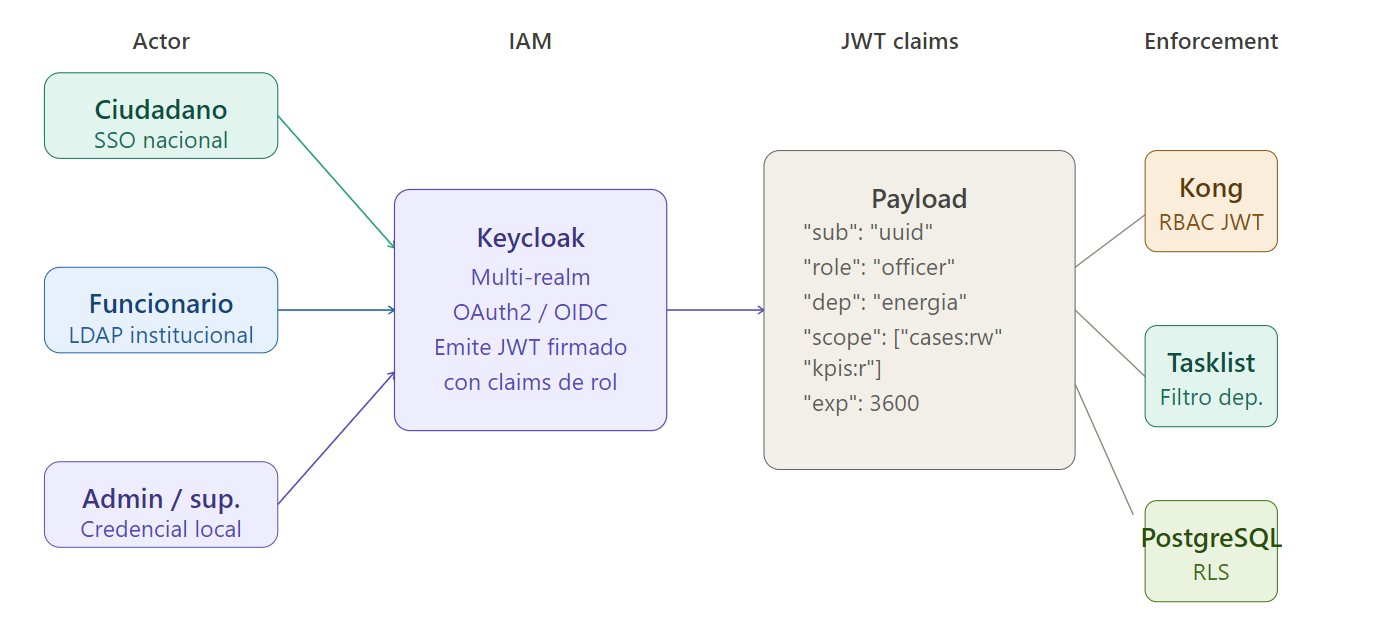 Actor
IAM
JWT claims
Enforcement
Ciudadano
SSO nacional
Funcionario
LDAP institucional
Admin / sup.
Credencial local
Keycloak
Multi-realm
OAuth2 / OIDC
Emite JWT firmado
con claims de rol
Payload
"sub": "uuid"
"role": "officer"
"dep": "energia"
"scope": ["cases:rw"
"kpis:r"]
"exp": 3600
Kong
RBAC JWT
Tasklist
Filtro dep.
PostgreSQL
RLS